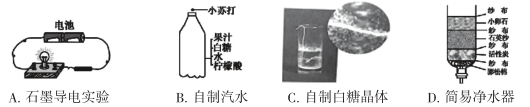 电池
A. 石墨导电实验
小苏打
果汁
白糖
水
柠檬酸
B. 自制汽水
C. 自制白糖晶体
纱布
小卵石
纱布
石英沙
纱布
活性炭
纱布
膨松棉
D. 简易净水器